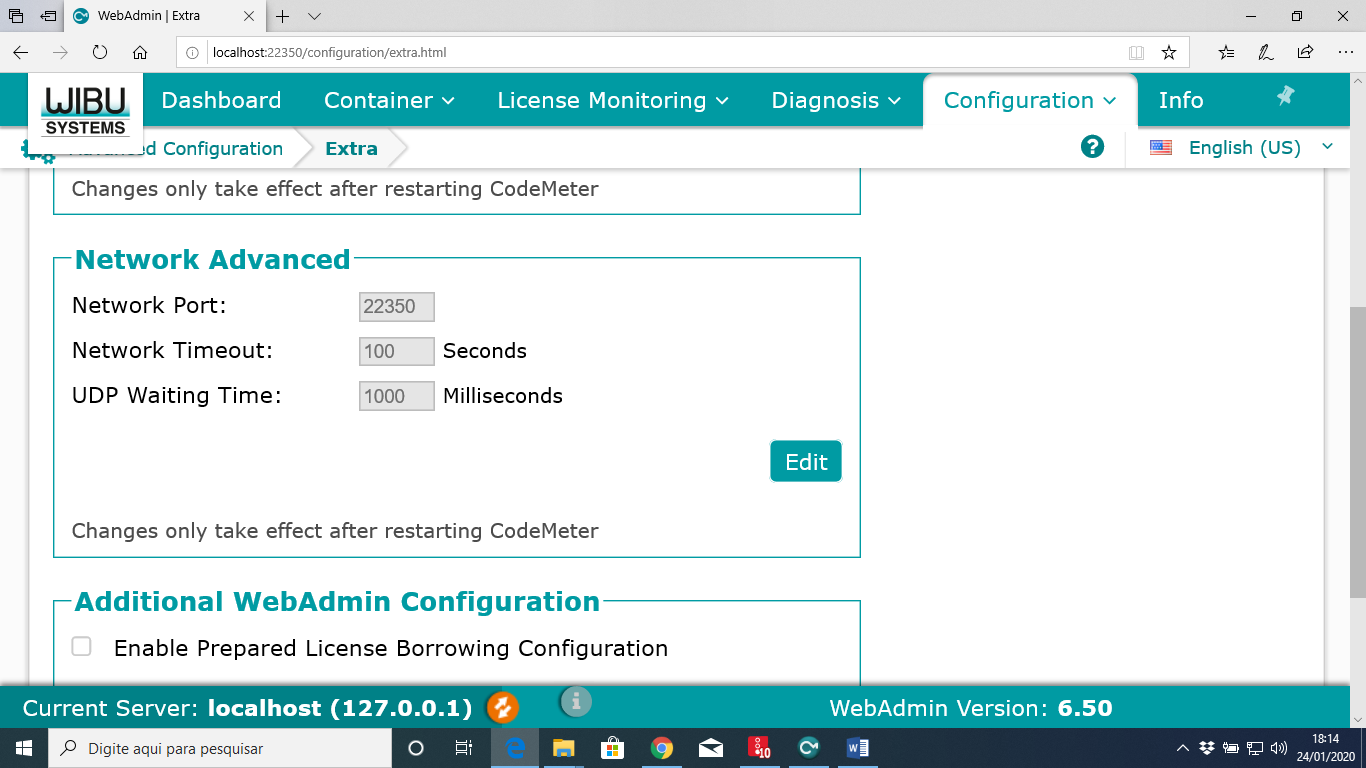 WebAdmin | Extra
localhost:22350/configuration/extra.html
WIBU
SYSTEMS
Dashboard
Container
License Monitoring
Diagnosis
Configuration
Info
Advanced Configuration
Extra
?
English (US)
Changes only take effect after restarting CodeMeter
Network Advanced
Network Port:
22350
Network Timeout:
100
Seconds
UDP Waiting Time:
1000
Milliseconds
Edit
Changes only take effect after restarting CodeMeter
Additional WebAdmin Configuration
Enable Prepared License Borrowing Configuration
Current Server: localhost (127.0.0.1)
i
WebAdmin Version: 6.50
Digite aqui para pesquisar
10
18:14
24/01/2020